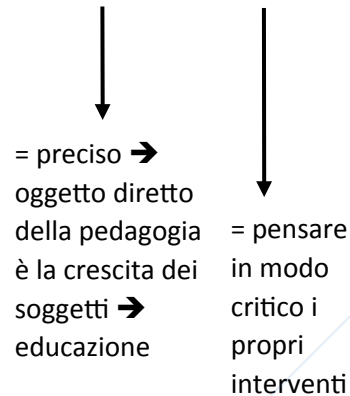 = preciso ➔
oggetto diretto
della pedagogia
è la crescita dei
soggetti ➔
educazione
= pensare
in modo
critico i
propri
interventi